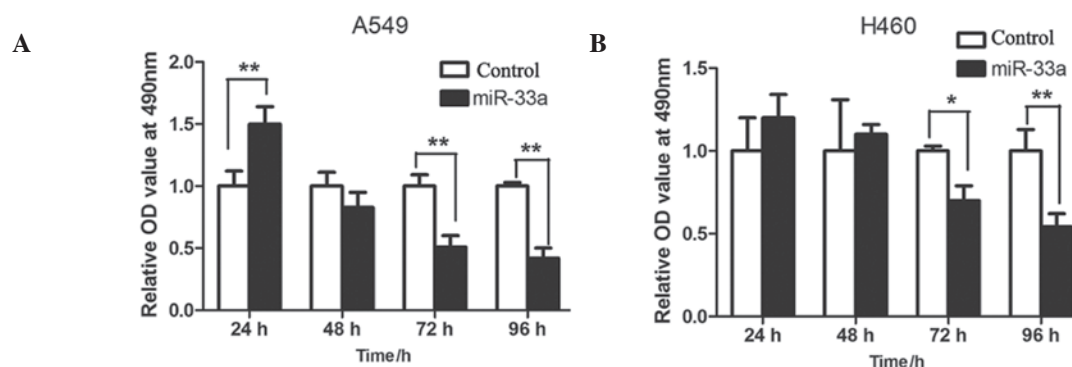 A
A549
Relative OD value at 490nm
2.0
1.5
1.0
0.5
0.0
Control
miR-33a
**
**
**
24 h 48 h 72 h 96 h
Time/h
B
H460
Relative OD value at 490nm
1.5
1.0
0.5
0.0
Control
miR-33a
*
**
24 h 48 h 72 h 96 h
Time/h